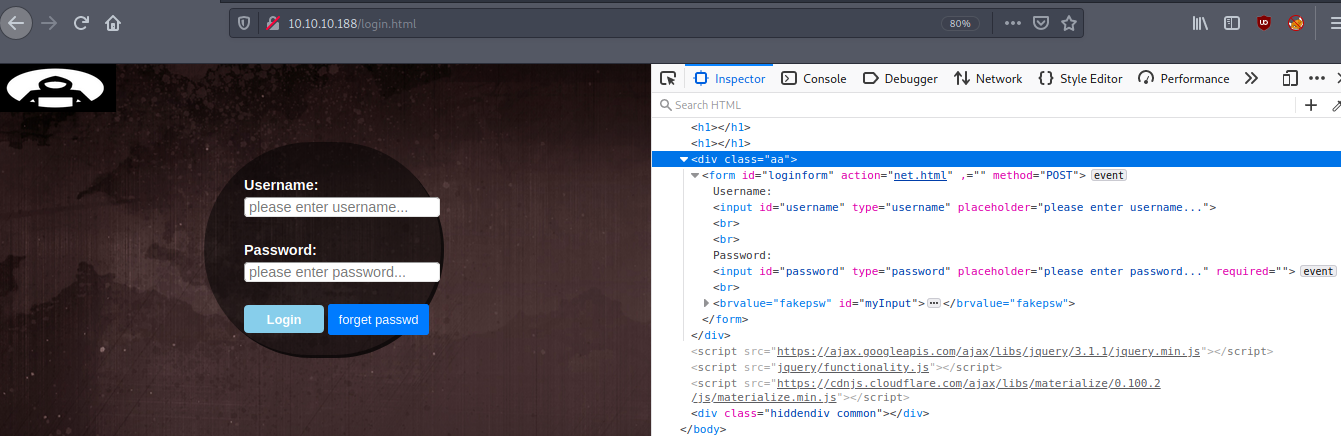 10.10.10.188/login.html
80%
Inspector
Console
Debugger
Network
Style Editor
Performance
Search HTML
<h1></h1>
<h1></h1>
<div class="aa">
<form id="loginform" action="net.html" ,="" method="POST"> event
Username:
<input id="username" type="username" placeholder="please enter username...">
<br>
<br>
Password:
<input id="password" type="password" placeholder="please enter password..." required=""> event
<br>
<brvalue="fakepsw" id="myInput"> ... </brvalue="fakepsw">
</form>
</div>
<script src="https://ajax.googleapis.com/ajax/libs/jquery/3.1.1/jquery.min.js"></script>
<script src="jquery/functionality.js"></script>
<script src="https://cdnjs.cloudflare.com/ajax/libs/materialize/0.100.2
/js/materialize.min.js"></script>
<div class="hiddendiv common"></div>
</body>
Username:
please enter username...
Password:
please enter password...
Login
forget passwd